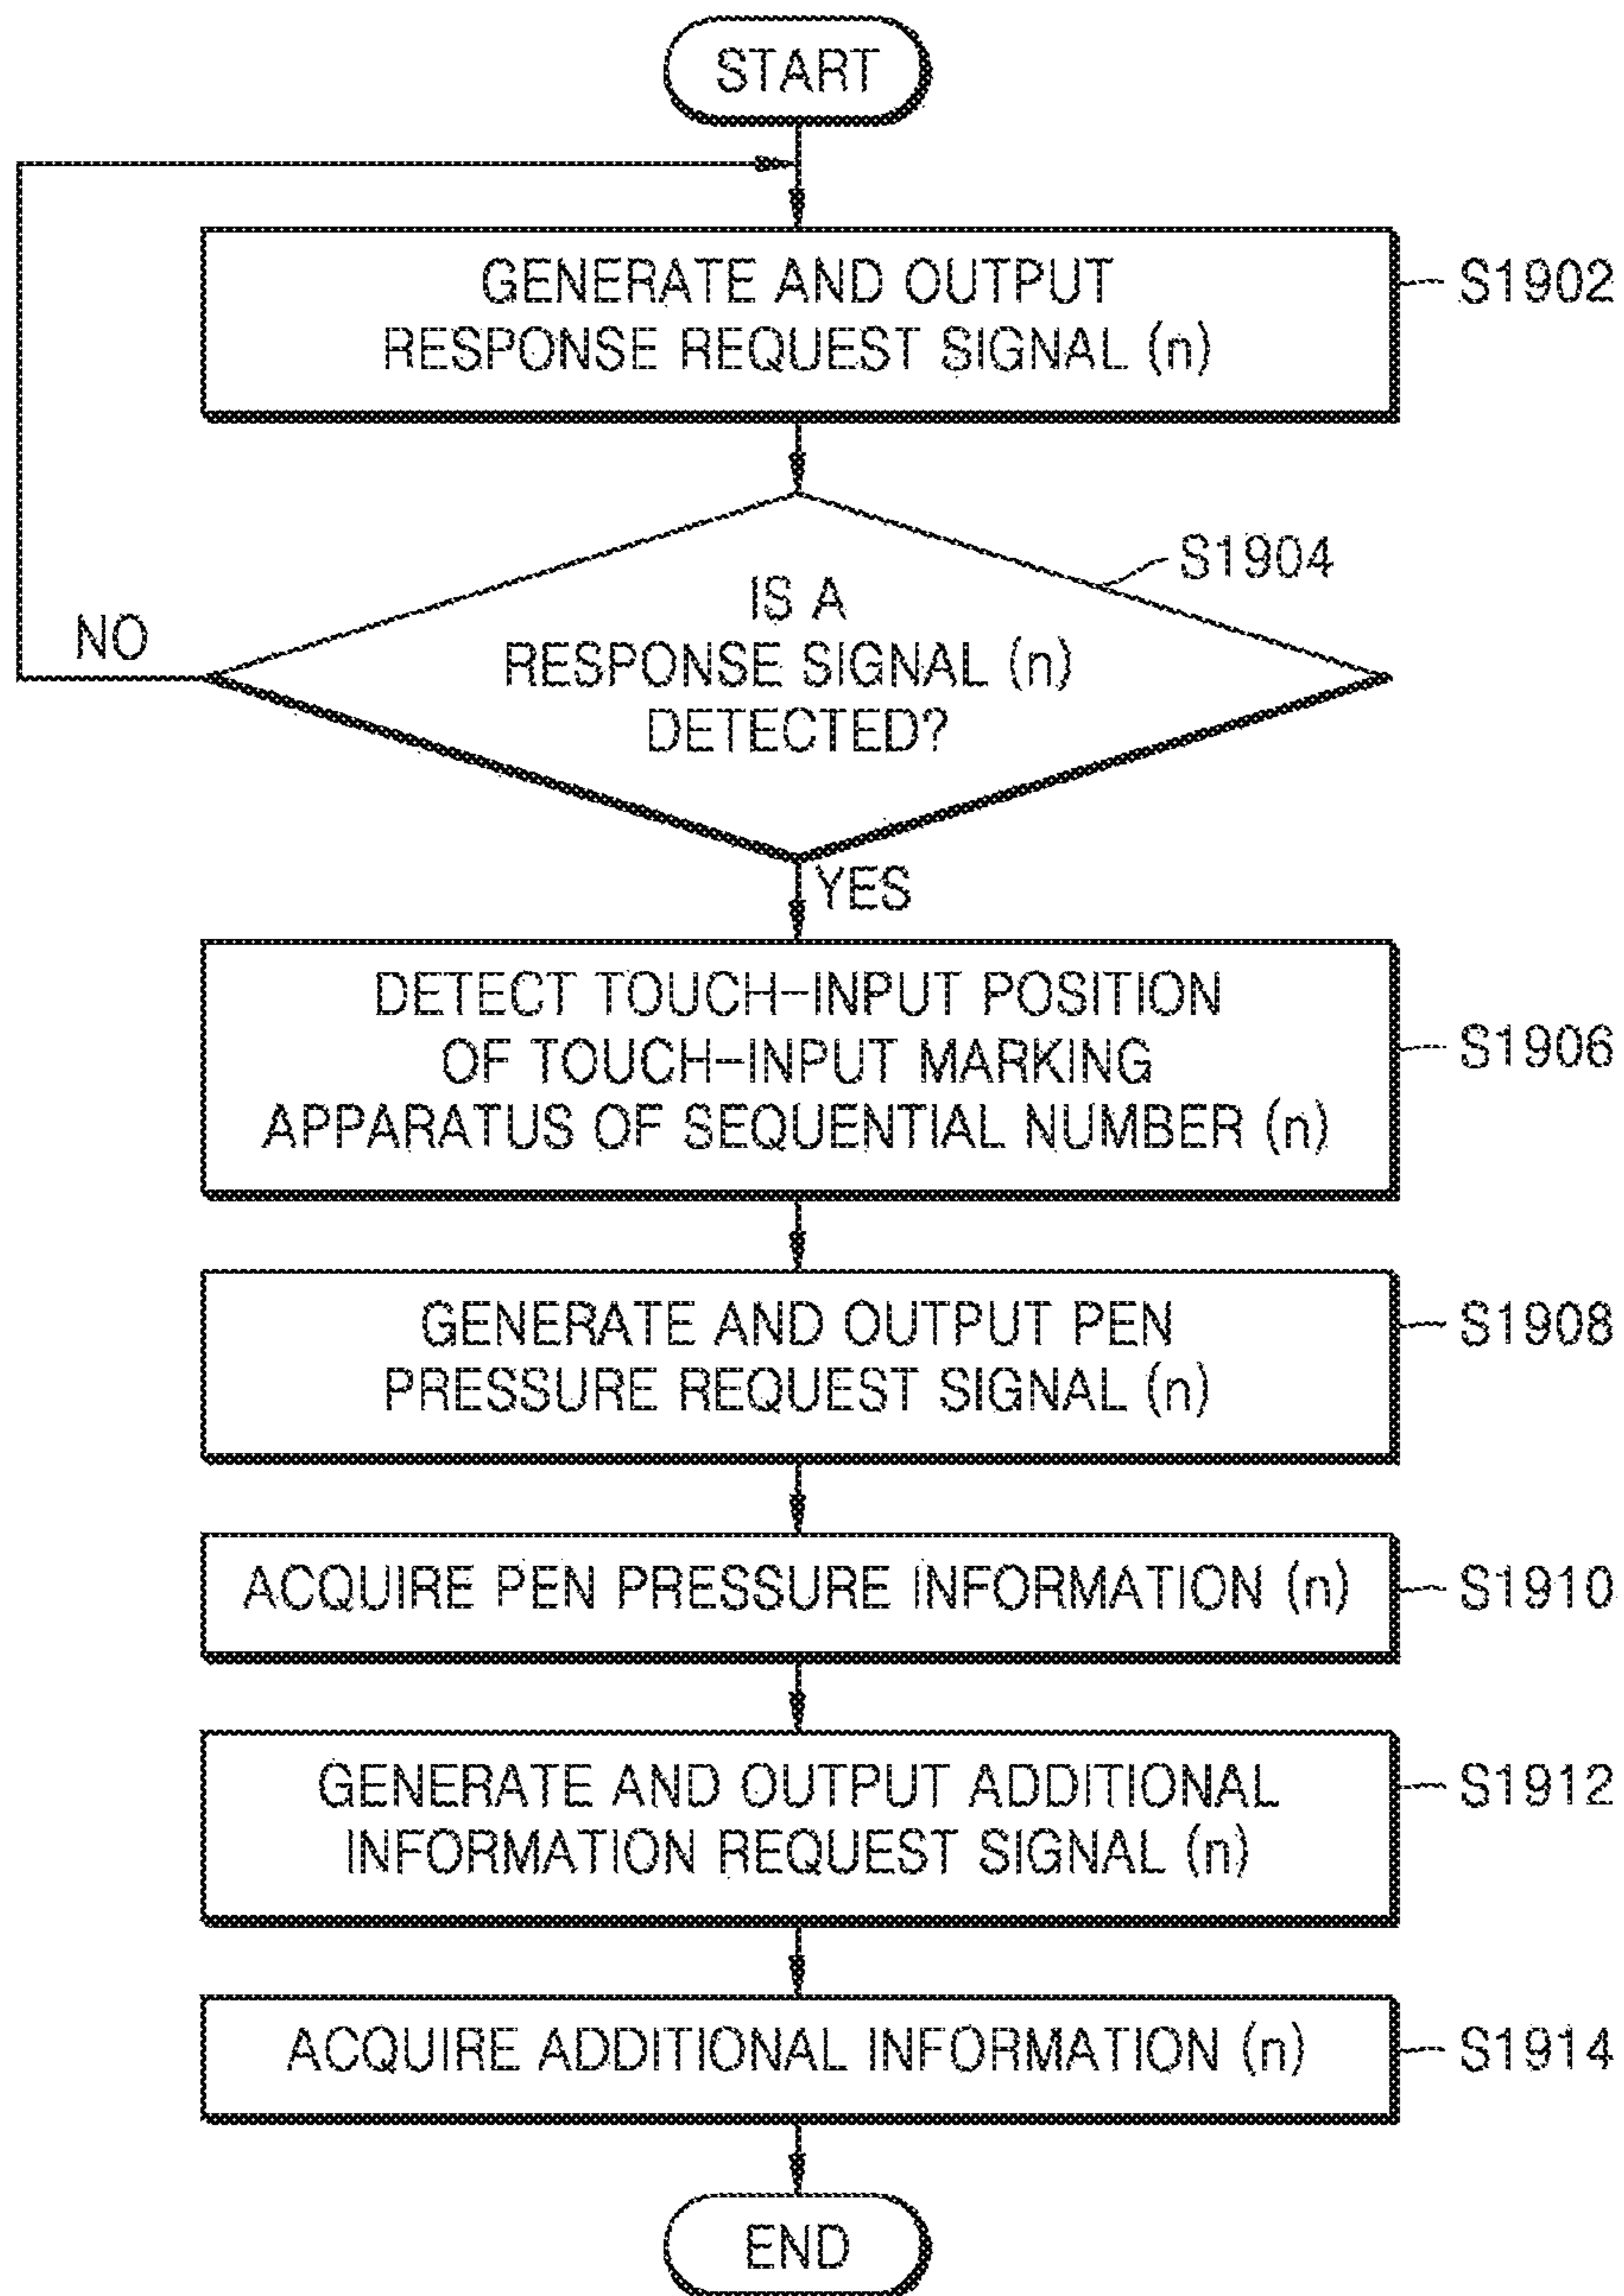 START
GENERATE AND OUTPUT
RESPONSE REQUEST SIGNAL (n)
S1902
S1904
IS A
RESPONSE SIGNAL (n)
DETECTED?
NO
YES
DETECT TOUCH-INPUT POSITION
OF TOUCH-INPUT MARKING
APPARATUS OF SEQUENTIAL NUMBER (n)
S1906
GENERATE AND OUTPUT PEN
PRESSURE REQUEST SIGNAL (n)
S1908
ACQUIRE PEN PRESSURE INFORMATION (n)
S1910
GENERATE AND OUTPUT ADDITIONAL
INFORMATION REQUEST SIGNAL (n)
S1912
ACQUIRE ADDITIONAL INFORMATION (n)
S1914
END